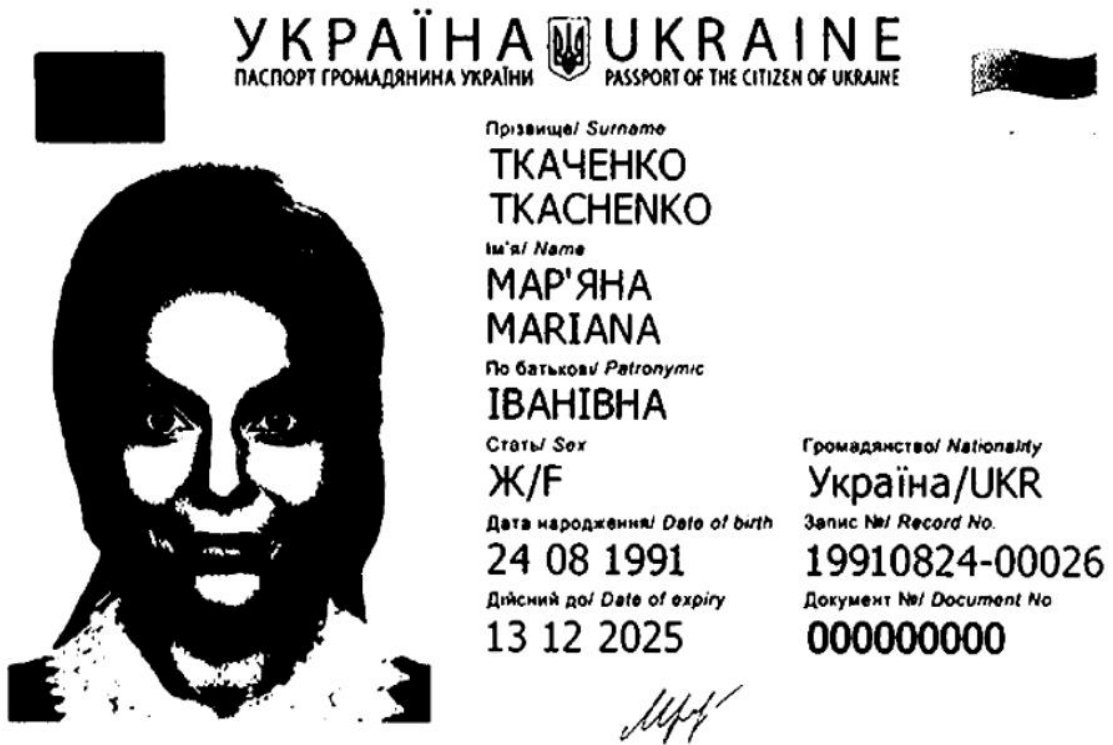 УКРАЇНА UKRAINE
ПАСПОРТ ГРОМАДЯНИНА УКРАЇНИ PASSPORT OF THE CITIZEN OF UKRAINE
Прізвище/ Surname
ТКАЧЕНКО
TKACHENKO
Ім'я/ Name
МАР'ЯНА
MARIANA
По батькові/ Patronymic
ІВАНІВНА
Стать/ Sex Громадянство/ Nationality
Ж/F Україна/UKR
Дата народження/ Date of birth Запис №/ Record No.
24 08 1991 19910824-00026
Дійсний до/ Date of expiry Документ №/ Document No
13 12 2025 000000000